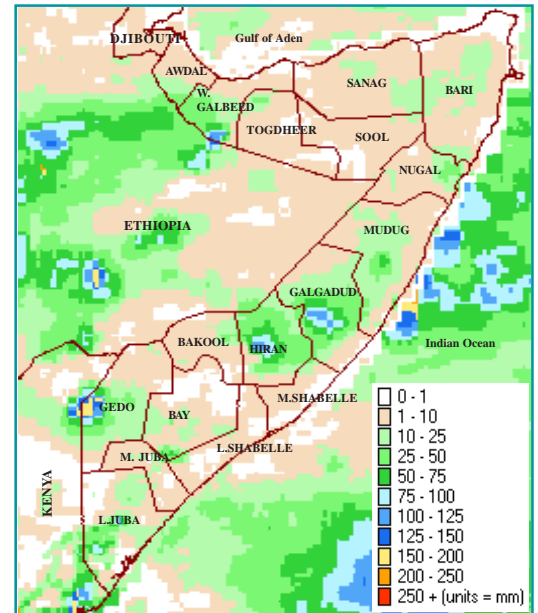 DJIBOUTI
Gulf of Aden
AWDAL
SANAG
BARI
W.
GALBEED
TOGDHEER
SOOL
NUGAL
ETHIOPIA
MUDUG
GALGADUD
BAKOOL
HIRAN
Indian Ocean
GEDO
BAY
M.SHABELLE
L.SHABELLE
M. JUBA
KENYA
L.JUBA
0 - 1
1 - 10
10 - 25
25 - 50
50 - 75
75 - 100
100 - 125
125 - 150
150 - 200
200 - 250
250 + (units = mm)